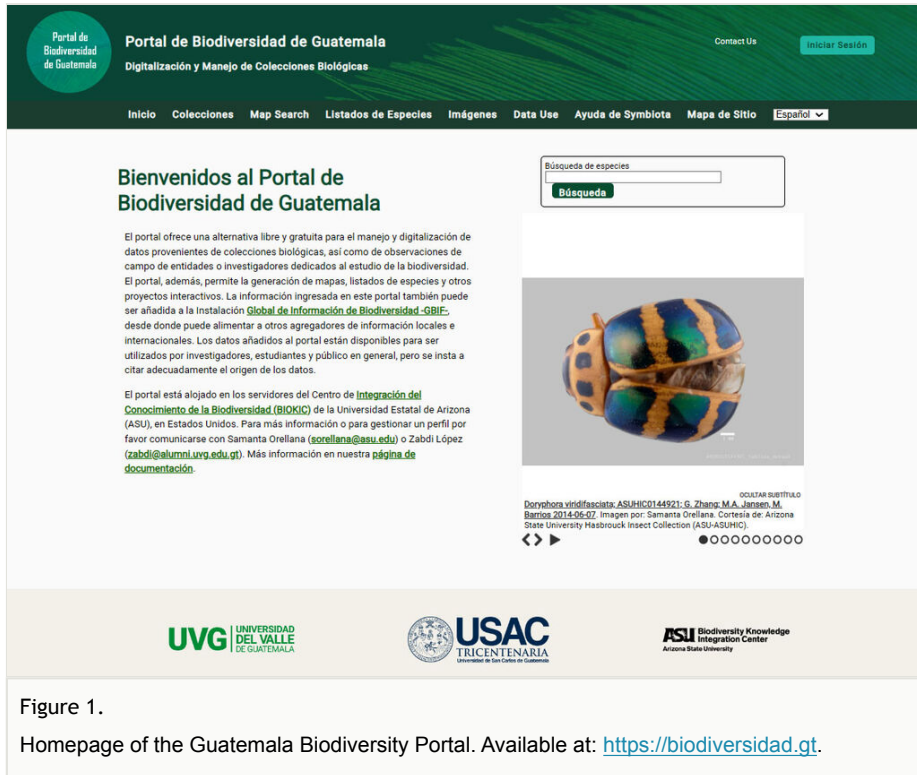 Portal de
Biodiversidad
de Guatemala
Portal de Biodiversidad de Guatemala
Digitalización y Manejo de Colecciones Biológicas
Contact Us
Iniciar Sesión
Inicio Colecciones Map Search Listados de Especies Imágenes Data Use Ayuda de Symbiota Mapa de Sitio Español
Bienvenidos al Portal de
Biodiversidad de Guatemala
El portal ofrece una alternativa libre y gratuita para el manejo y digitalización de
datos provenientes de colecciones biológicas, así como de observaciones de
campo de entidades o investigadores dedicados al estudio de la biodiversidad.
El portal, además, permite la generación de mapas, listados de especies y otros
proyectos interactivos. La información ingresada en este portal también puede
ser añadida a la Instalación Global de Información de Biodiversidad -GBIF-,
desde donde puede alimentar a otros agregadores de información locales e
internacionales. Los datos añadidos al portal están disponibles para ser
utilizados por investigadores, estudiantes y público en general, pero se insta a
citar adecuadamente el origen de los datos.
El portal está alojado en los servidores del Centro de Integración del
Conocimiento de la Biodiversidad (BIOKIC) de la Universidad Estatal de Arizona
(ASU), en Estados Unidos. Para más información o para gestionar un perfil por
favor comunicarse con Samanta Orellana (sorellana@asu.edu) o Zabdi López
(zabdi@alumni.uvg.edu.gt). Más información en nuestra página de
documentación.
Búsqueda de especies
Búsqueda
OCULTAR SUBTÍTULO
Doryphora viridifasciata; ASUHIC0144921; G. Zhang; M.A. Jansen, M.
Barrios 2014-06-07. Imagen por: Samanta Orellana. Cortesía de: Arizona
State University Hasbrouck Insect Collection (ASU-ASUHIC).
UVG UNIVERSIDAD
DEL VALLE
DE GUATEMALA
USAC
TRICENTENARIA
Universidad de San Carlos de Guatemala
ASU Biodiversity Knowledge
Integration Center
Arizona State University
Figure 1.
Homepage of the Guatemala Biodiversity Portal. Available at: https://biodiversidad.gt.